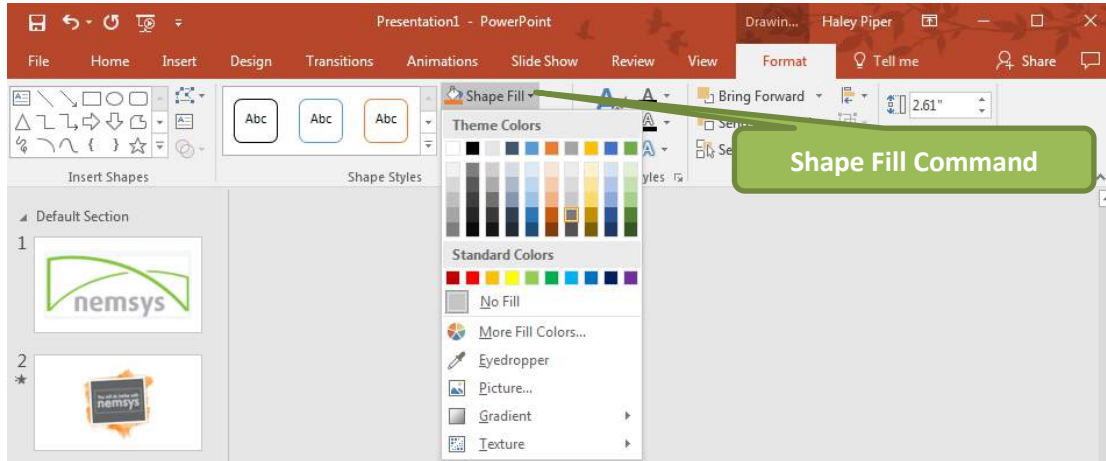 Presentation1 - PowerPoint
Drawin...
Haley Piper
File Home Insert Design Transitions Animations Slide Show Review View Format Tell me Share
Abc Abc Abc
Shape Fill
Bring Forward
2.61"
Theme Colors
Shape Fill Command
Insert Shapes
Shape Styles
yles
Default Section
1
nemsys
Standard Colors
No Fill
More Fill Colors...
2
Eyedropper
nemsys
Picture...
Gradient
Texture